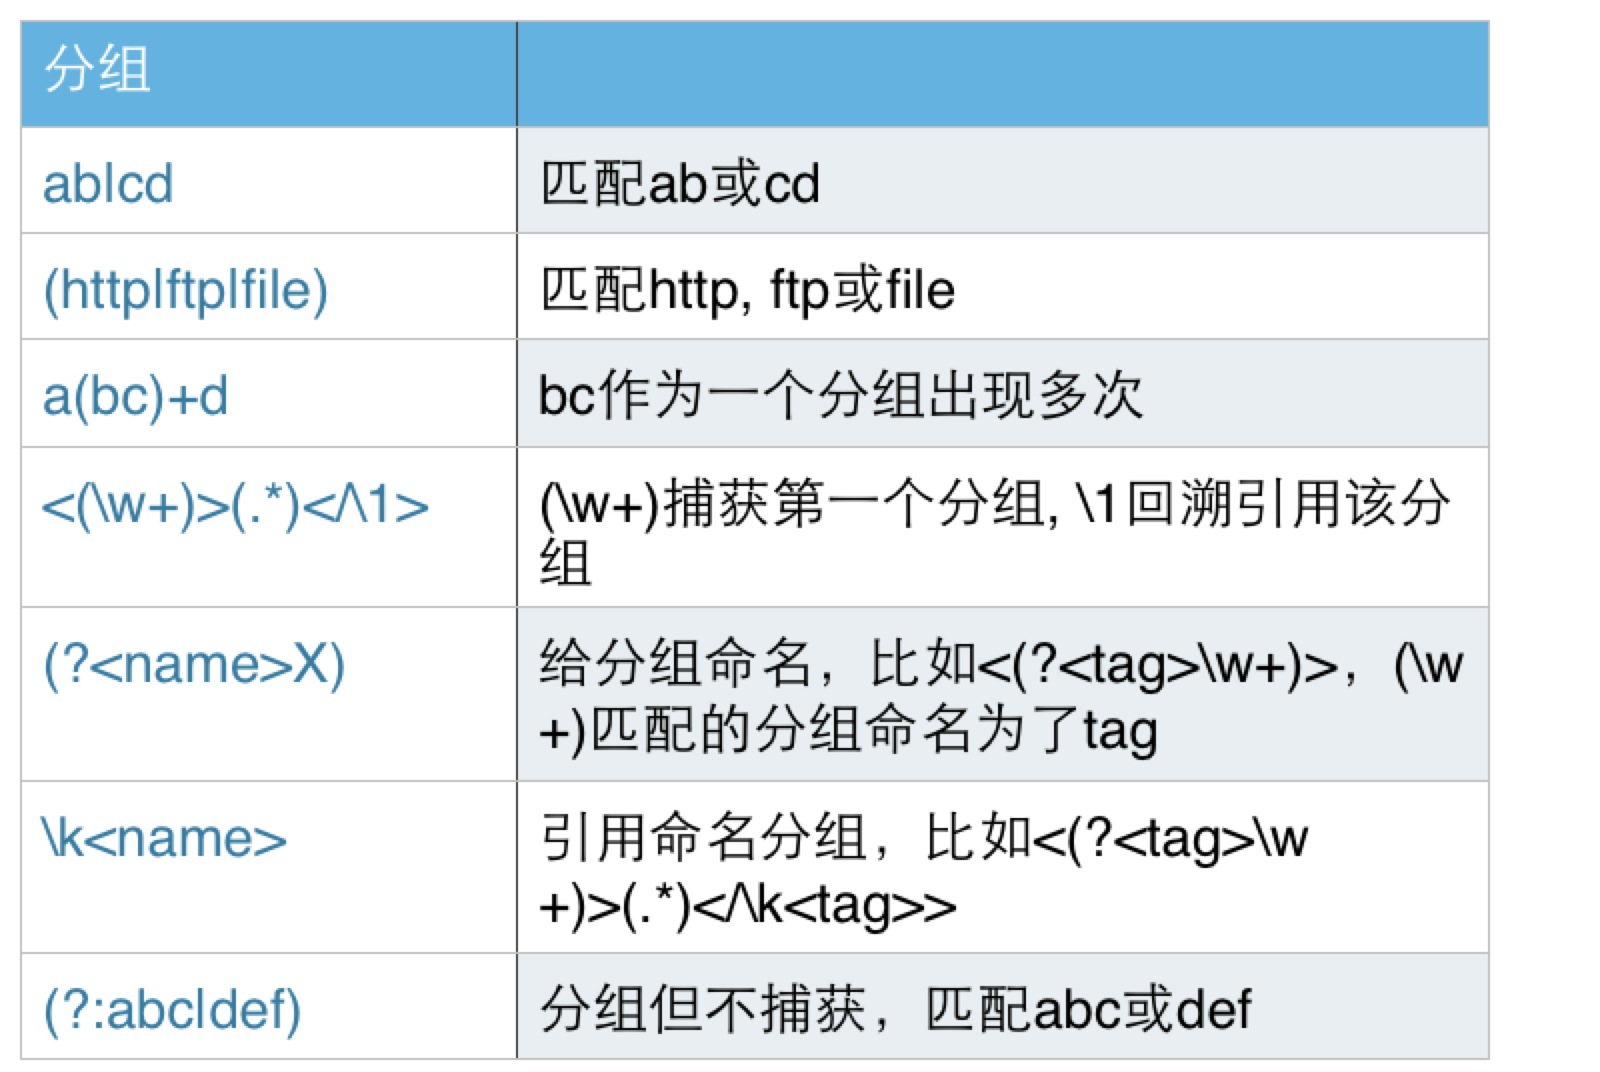 分组
ab|cd
匹配ab或cd
(http|ftp|file)
匹配http, ftp或file
a(bc)+d
bc作为一个分组出现多次
<(\w+)>(.*)</\1>
(\w+)捕获第一个分组, \1回溯引用该分
组
(?<name>X)
给分组命名，比如<(?<tag>\w+)>，(\w
+)匹配的分组命名为了tag
\k<name>
引用命名分组，比如<(?<tag>\w
+)>(.*)</\k<tag>>
(?:abc|def)
分组但不捕获，匹配abc或def